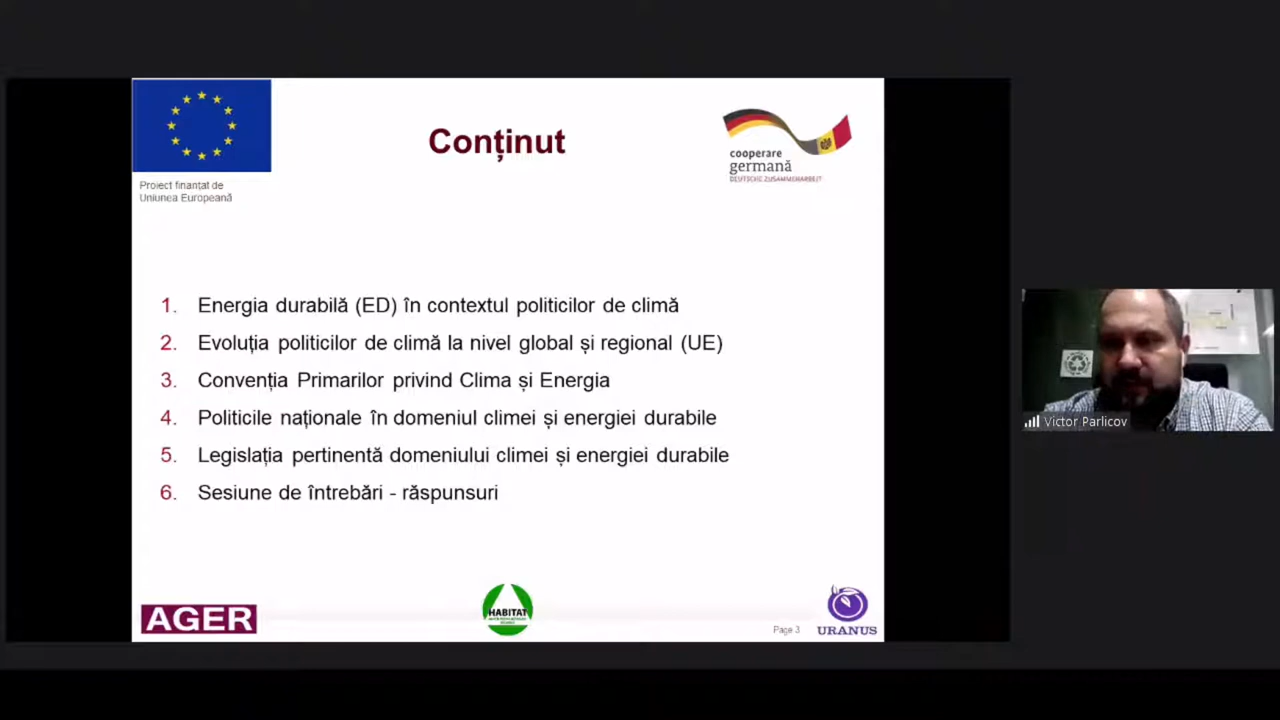 Conținut
Proiect finanțat de
Uniunea Europeană
cooperare
germană
DEUTSCHE ZUSAMMENARBEIT
1. Energia durabilă (ED) în contextul politicilor de climă
2. Evoluția politicilor de climă la nivel global și regional (UE)
3. Convenția Primarilor privind Clima și Energia
4. Politicile naționale în domeniul climei și energiei durabile
5. Legislația pertinentă domeniului climei și energiei durabile
6. Sesiune de întrebări - răspunsuri
Victor Parlicov
AGER
HABITAT
Page 3
URANUS